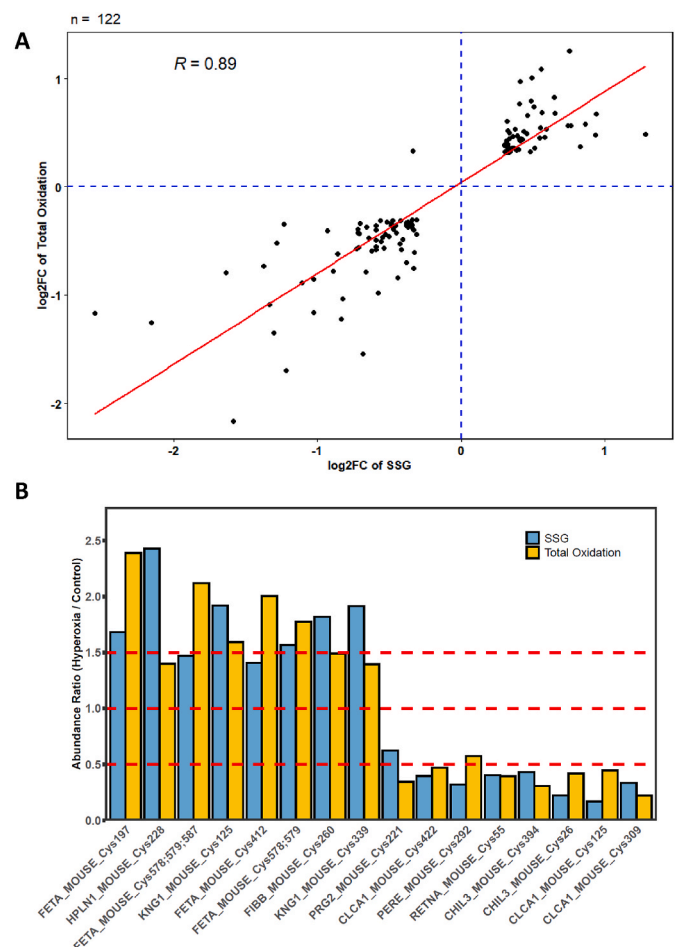 n = 122
A
R = 0.89
log2FC of Total Oxidation
1
0
-1
-2
-2
-1
0
1
log2FC of SSG
B
Abundance Ratio (Hyperoxia / Control)
2.5
2.0
1.5
1.0
0.5
0.0
SSG
Total Oxidation
FETA_MOUSE_Cys197
HPLN1_MOUSE_Cys228
FETA_MOUSE_Cys578:579:587
KNG1_MOUSE_Cys125
FETA_MOUSE_Cys412
FETA_MOUSE_Cys578:579
FIBB_MOUSE_Cys260
KNG1_MOUSE_Cys339
PRG2_MOUSE_Cys221
CLCA1_MOUSE_Cys422
PERE_MOUSE_Cys292
RETNA_MOUSE_Cys55
CHIL3_MOUSE_Cys394
CHIL3_MOUSE_Cys26
CLCA1_MOUSE_Cys125
CLCA1_MOUSE_Cys309